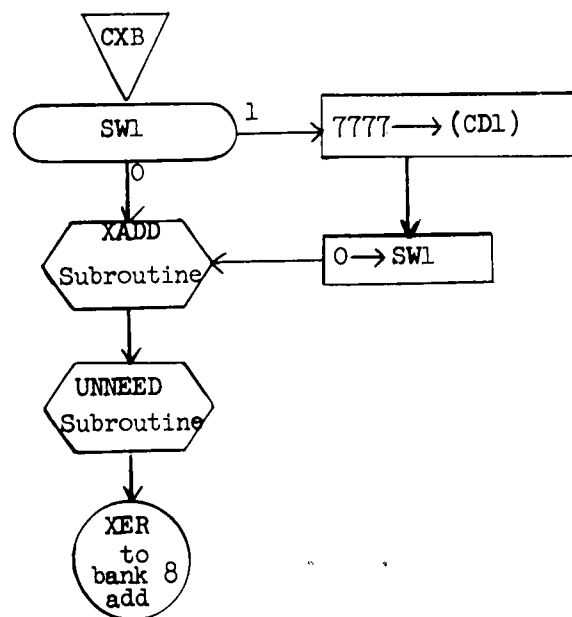 CXB
SW1
1
7777→(CD1)
0
XADD
Subroutine
0→SW1
UNNEED
Subroutine
XER
to
bank 8
add